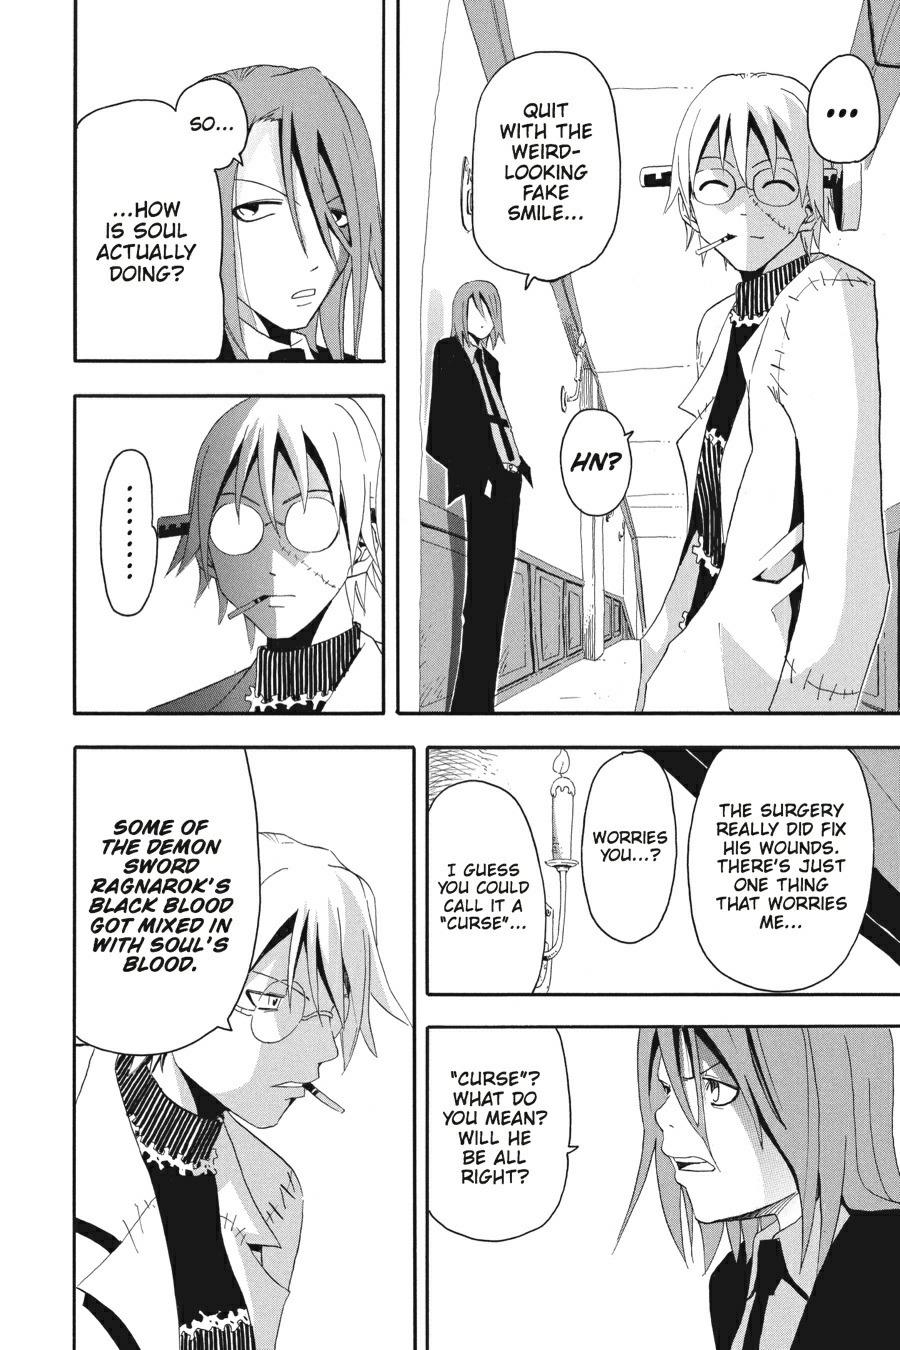 ...
QUIT
WITH THE
WEIRD-
LOOKING
FAKE
SMILE...
HN?
SO...
...HOW
IS SOUL
ACTUALLY
DOING?
.........
THE SURGERY
REALLY DID FIX
HIS WOUNDS.
THERE'S JUST
ONE THING
THAT WORRIES
ME...
WORRIES
YOU...?
I GUESS
YOU COULD
CALL IT A
"CURSE"...
"CURSE"?
WHAT DO
YOU MEAN?
WILL HE
BE ALL
RIGHT?
SOME OF
THE DEMON
SWORD
RAGNAROK'S
BLACK BLOOD
GOT MIXED IN
WITH SOUL'S
BLOOD.